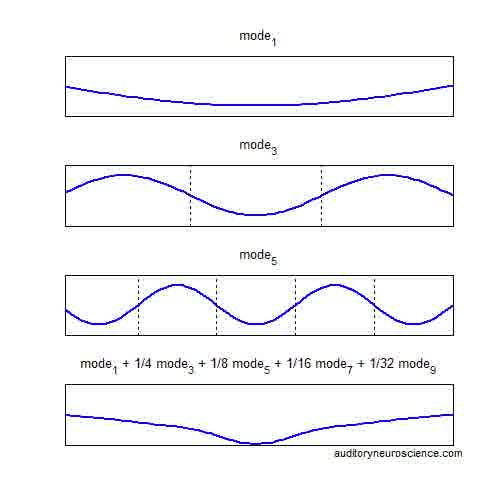 mode1
mode3
mode5
mode1 + 1/4 mode3 + 1/8 mode5 + 1/16 mode7 + 1/32 mode9
auditoryneuroscience.com